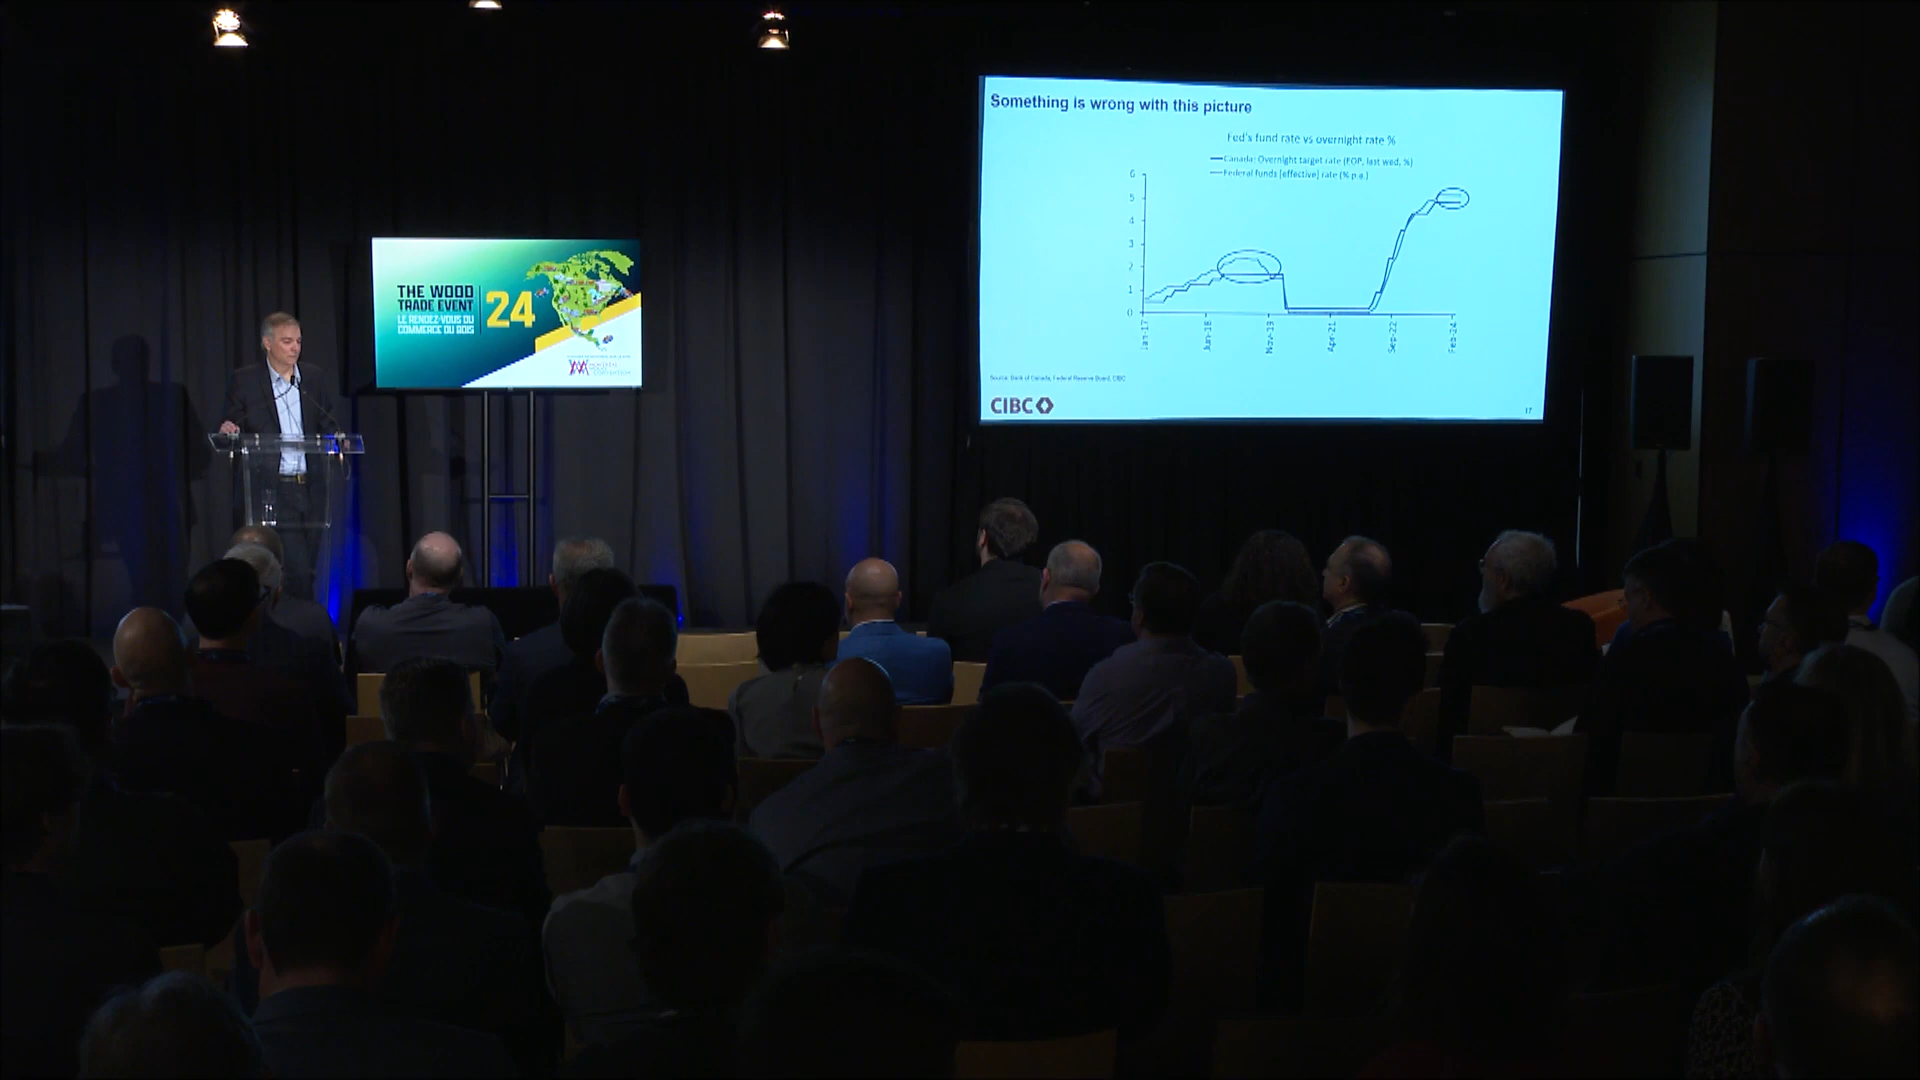 Something is wrong with this picture
Fed's fund rate vs overnight rate %
Canada: Overnight target rate (EOP, last wed, %)
Federal funds [effective] rate (% p.a.)
6
5
4
3
2
1
0
Jan-17
Jun-18
Nov-19
Apr-21
Sep-22
Feb-24
Source: Bank of Canada, Federal Reserve Board, CIBC
CIBC
17
THE WOOD
TRADE EVENT
LE RENDEZ-VOUS DU
COMMERCE DU BOIS
24